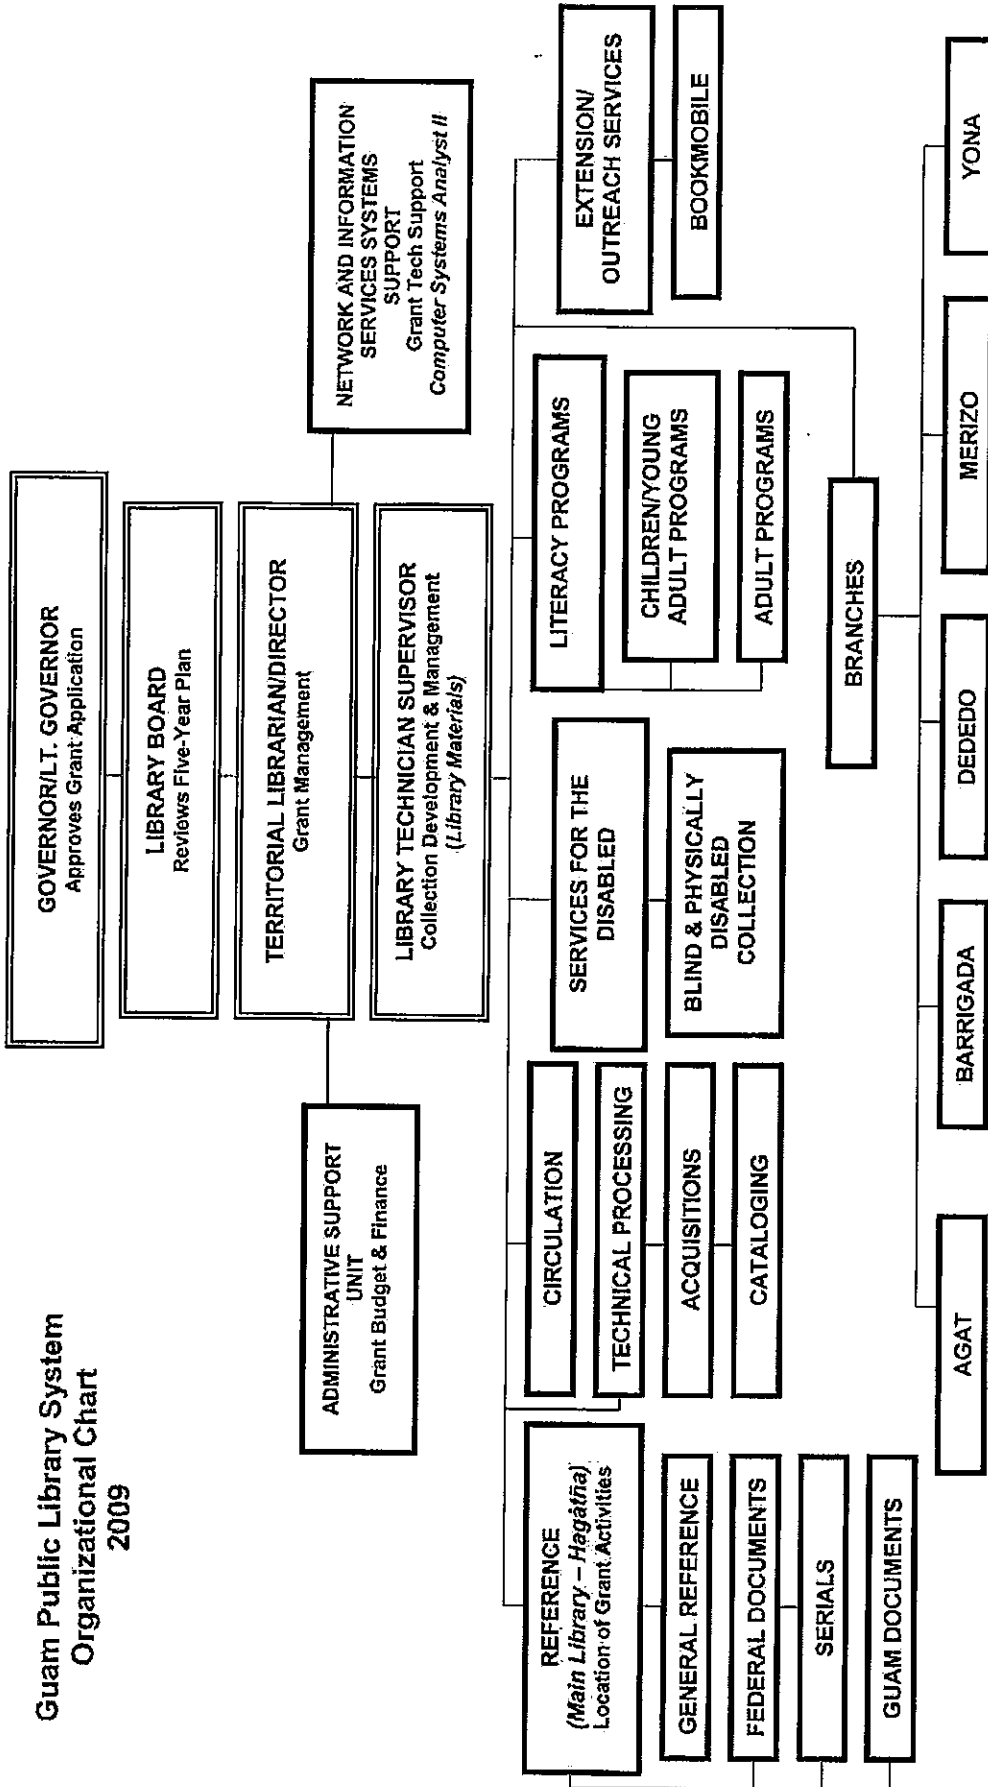 Guam Public Library System
Organizational Chart
2009
GOVERNOR/LT. GOVERNOR
Approves Grant Application
LIBRARY BOARD
Reviews Five-Year Plan
TERRITORIAL LIBRARIAN/DIRECTOR
Grant Management
ADMINISTRATIVE SUPPORT
UNIT
Grant Budget & Finance
NETWORK AND INFORMATION
SERVICES SYSTEMS
SUPPORT
Grant Tech Support
Computer Systems Analyst II
LIBRARY TECHNICIAN SUPERVISOR
Collection Development & Management
(Library Materials)
REFERENCE
(Main Library – Hagåtña)
Location of Grant Activities
GENERAL REFERENCE
FEDERAL DOCUMENTS
SERIALS
GUAM DOCUMENTS
CIRCULATION
TECHNICAL PROCESSING
ACQUISITIONS
CATALOGING
SERVICES FOR THE
DISABLED
BLIND & PHYSICALLY
DISABLED
COLLECTION
LITERACY PROGRAMS
CHILDREN/YOUNG
ADULT PROGRAMS
ADULT PROGRAMS
EXTENSION/
OUTREACH SERVICES
BOOKMOBILE
BRANCHES
AGAT
BARRIGADA
DEDEDO
MERIZO
YONA